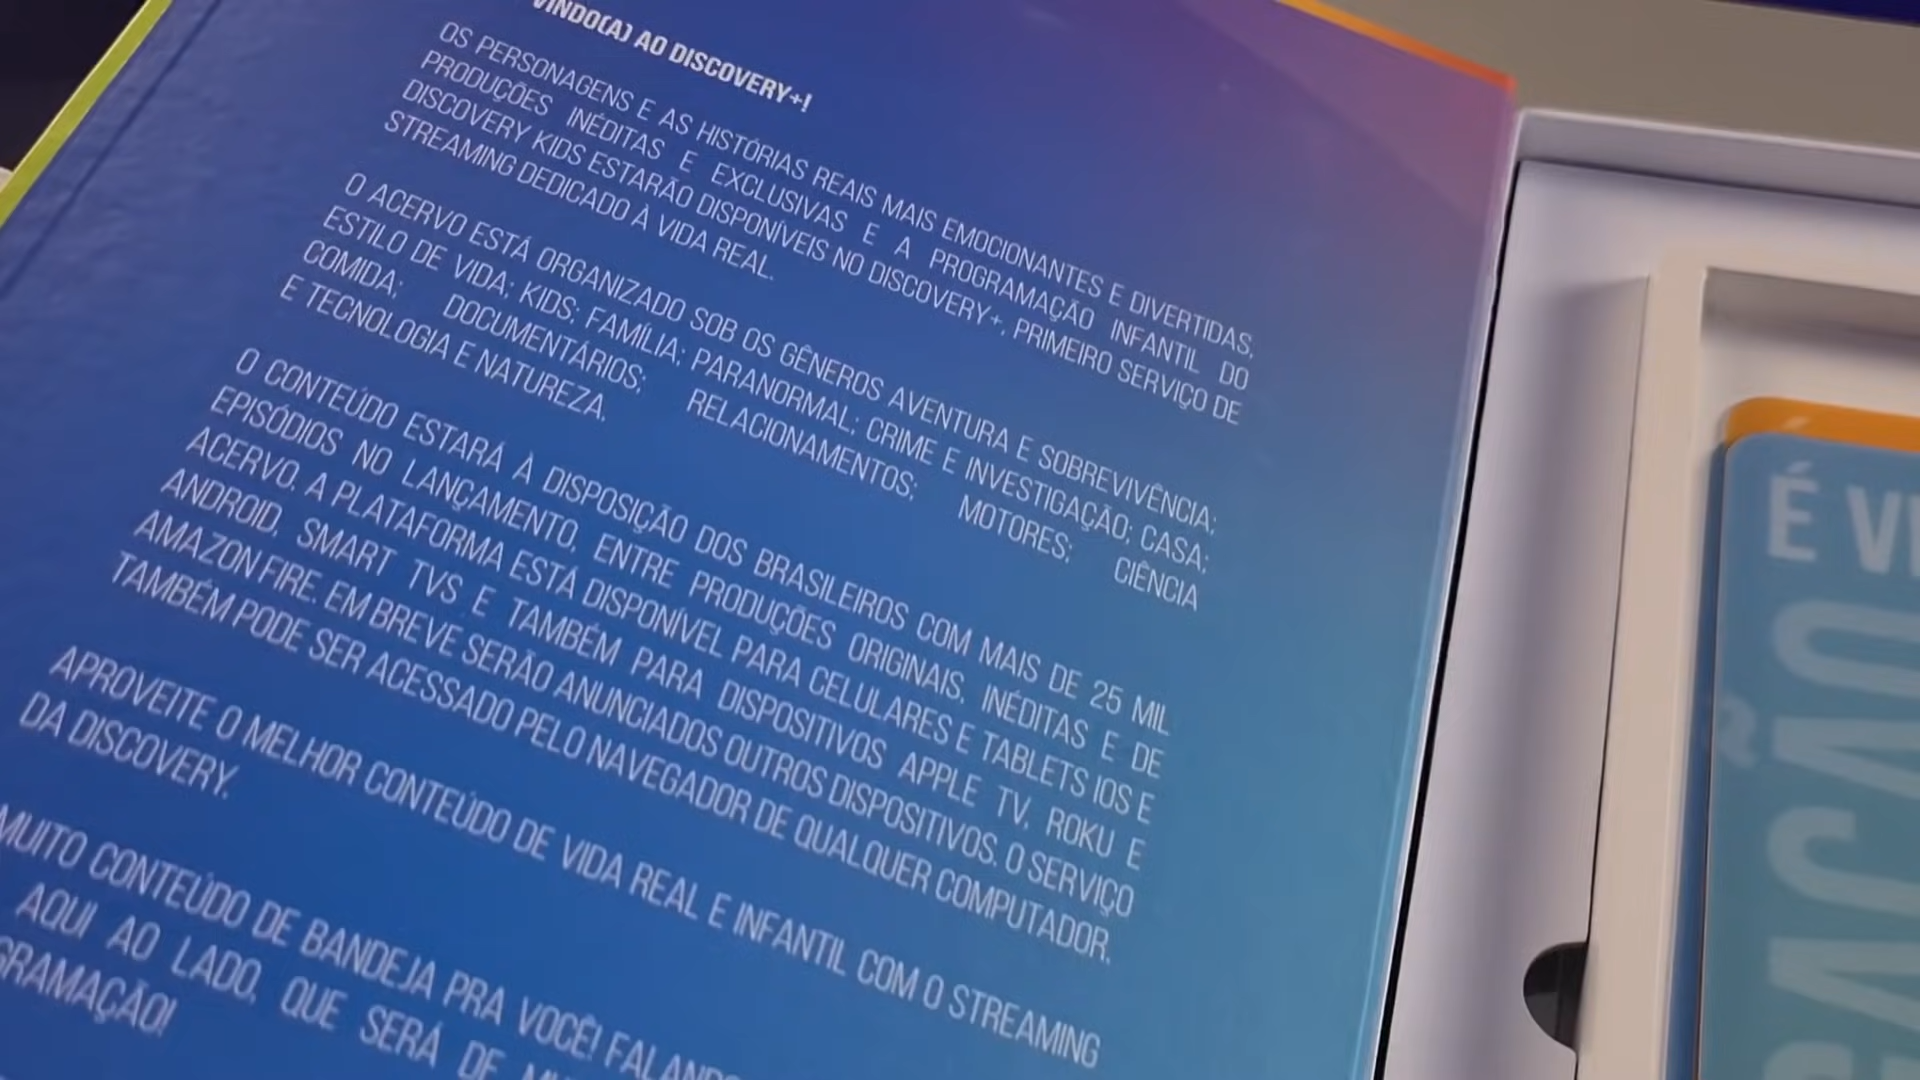 VINDO(A) AO DISCOVERY+!
OS PERSONAGENS E AS HISTÓRIAS REAIS MAIS EMOCIONANTES E DIVERTIDAS,
PRODUÇÕES INÉDITAS E EXCLUSIVAS E A PROGRAMAÇÃO INFANTIL DO
DISCOVERY KIDS ESTARÃO DISPONÍVEIS NO DISCOVERY+, PRIMEIRO SERVIÇO DE
STREAMING DEDICADO À VIDA REAL.
O ACERVO ESTÁ ORGANIZADO SOB OS GÊNEROS AVENTURA E SOBREVIVÊNCIA;
ESTILO DE VIDA; KIDS; FAMÍLIA; PARANORMAL; CRIME E INVESTIGAÇÃO; CASA;
COMIDA; DOCUMENTÁRIOS; RELACIONAMENTOS; MOTORES; CIÊNCIA
E TECNOLOGIA E NATUREZA.
O CONTEÚDO ESTARÁ À DISPOSIÇÃO DOS BRASILEIROS COM MAIS DE 25 MIL
EPISÓDIOS NO LANÇAMENTO, ENTRE PRODUÇÕES ORIGINAIS, INÉDITAS E DE
ACERVO. A PLATAFORMA ESTÁ DISPONÍVEL PARA CELULARES E TABLETS IOS E
ANDROID, SMART TVS E TAMBÉM PARA DISPOSITIVOS APPLE TV, ROKU E
AMAZON FIRE. EM BREVE SERÃO ANUNCIADOS OUTROS DISPOSITIVOS. O SERVIÇO
TAMBÉM PODE SER ACESSADO PELO NAVEGADOR DE QUALQUER COMPUTADOR.
APROVEITE O MELHOR CONTEÚDO DE VIDA REAL E INFANTIL COM O STREAMING
DA DISCOVERY.
MUITO CONTEÚDO DE BANDEJA PRA VOCÊ! FALANDO
AQUI AO LADO, QUE SERÁ DE
GRAMAÇÃO!
É